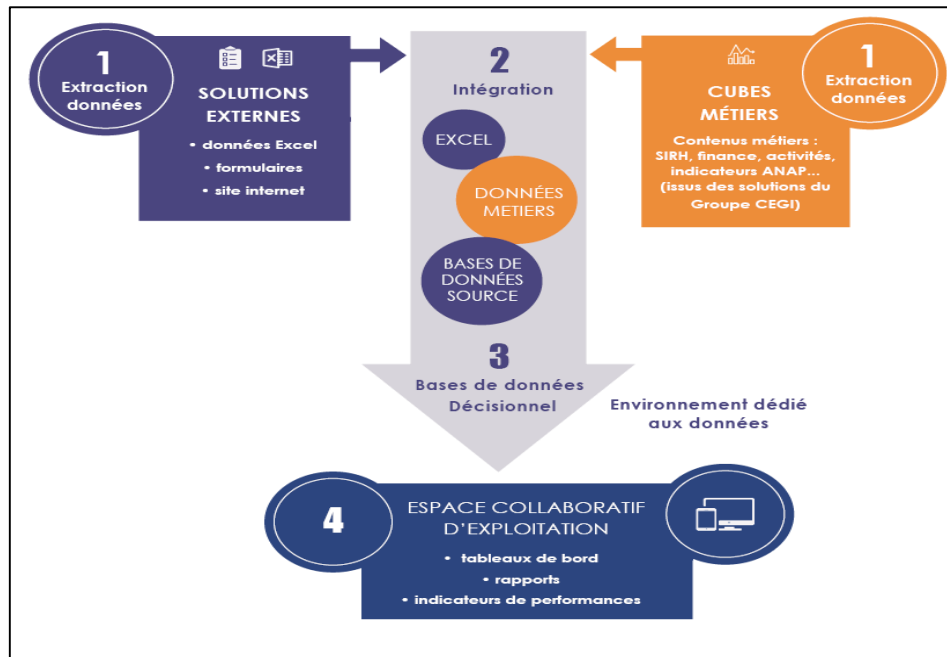 1
Extraction
données
SOLUTIONS
EXTERNES
• données Excel
• formulaires
• site internet
2
Intégration
EXCEL
DONNÉES
METIERS
BASES DE
DONNÉES
SOURCE
3
Bases de données
Décisionnel
CUBES
MÉTIERS
Contenus métiers :
SIRH, finance, activités,
indicateurs ANAP...
(issus des solutions du
Groupe CEGI)
1
Extraction
données
Environnement dédié
aux données
4
ESPACE COLLABORATIF
D'EXPLOITATION
• tableaux de bord
• rapports
• indicateurs de performances